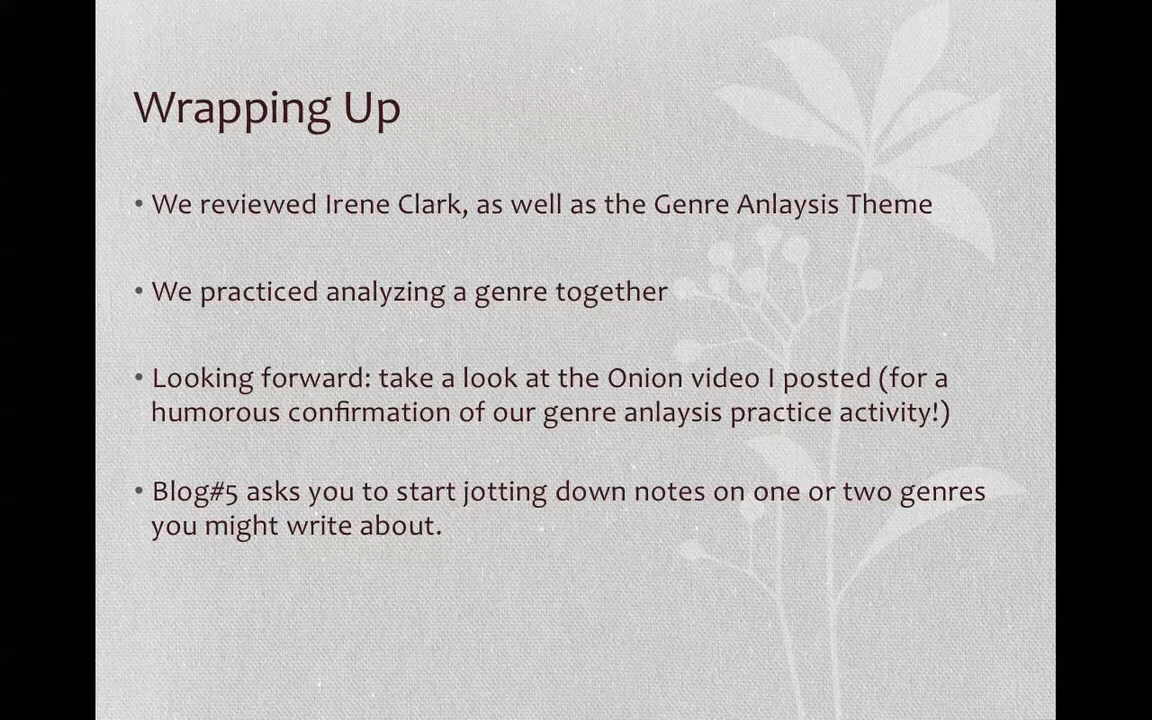 Wrapping Up
• We reviewed Irene Clark, as well as the Genre Anlaysis Theme
• We practiced analyzing a genre together
• Looking forward: take a look at the Onion video I posted (for a
humorous confirmation of our genre anlaysis practice activity!)
• Blog#5 asks you to start jotting down notes on one or two genres
you might write about.